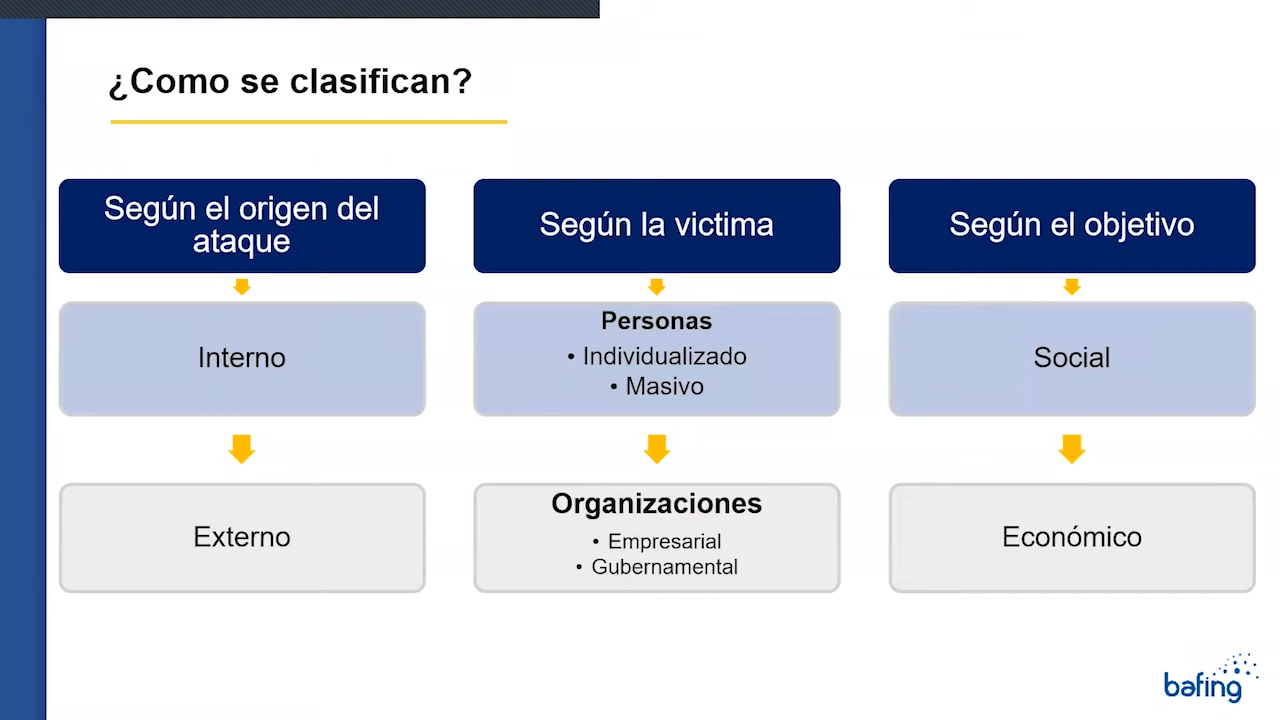 ¿Como se clasifican?
Según el origen del
ataque
Interno
Externo
Según la victima
Personas
• Individualizado
• Masivo
Organizaciones
• Empresarial
• Gubernamental
Según el objetivo
Social
Económico
bafing